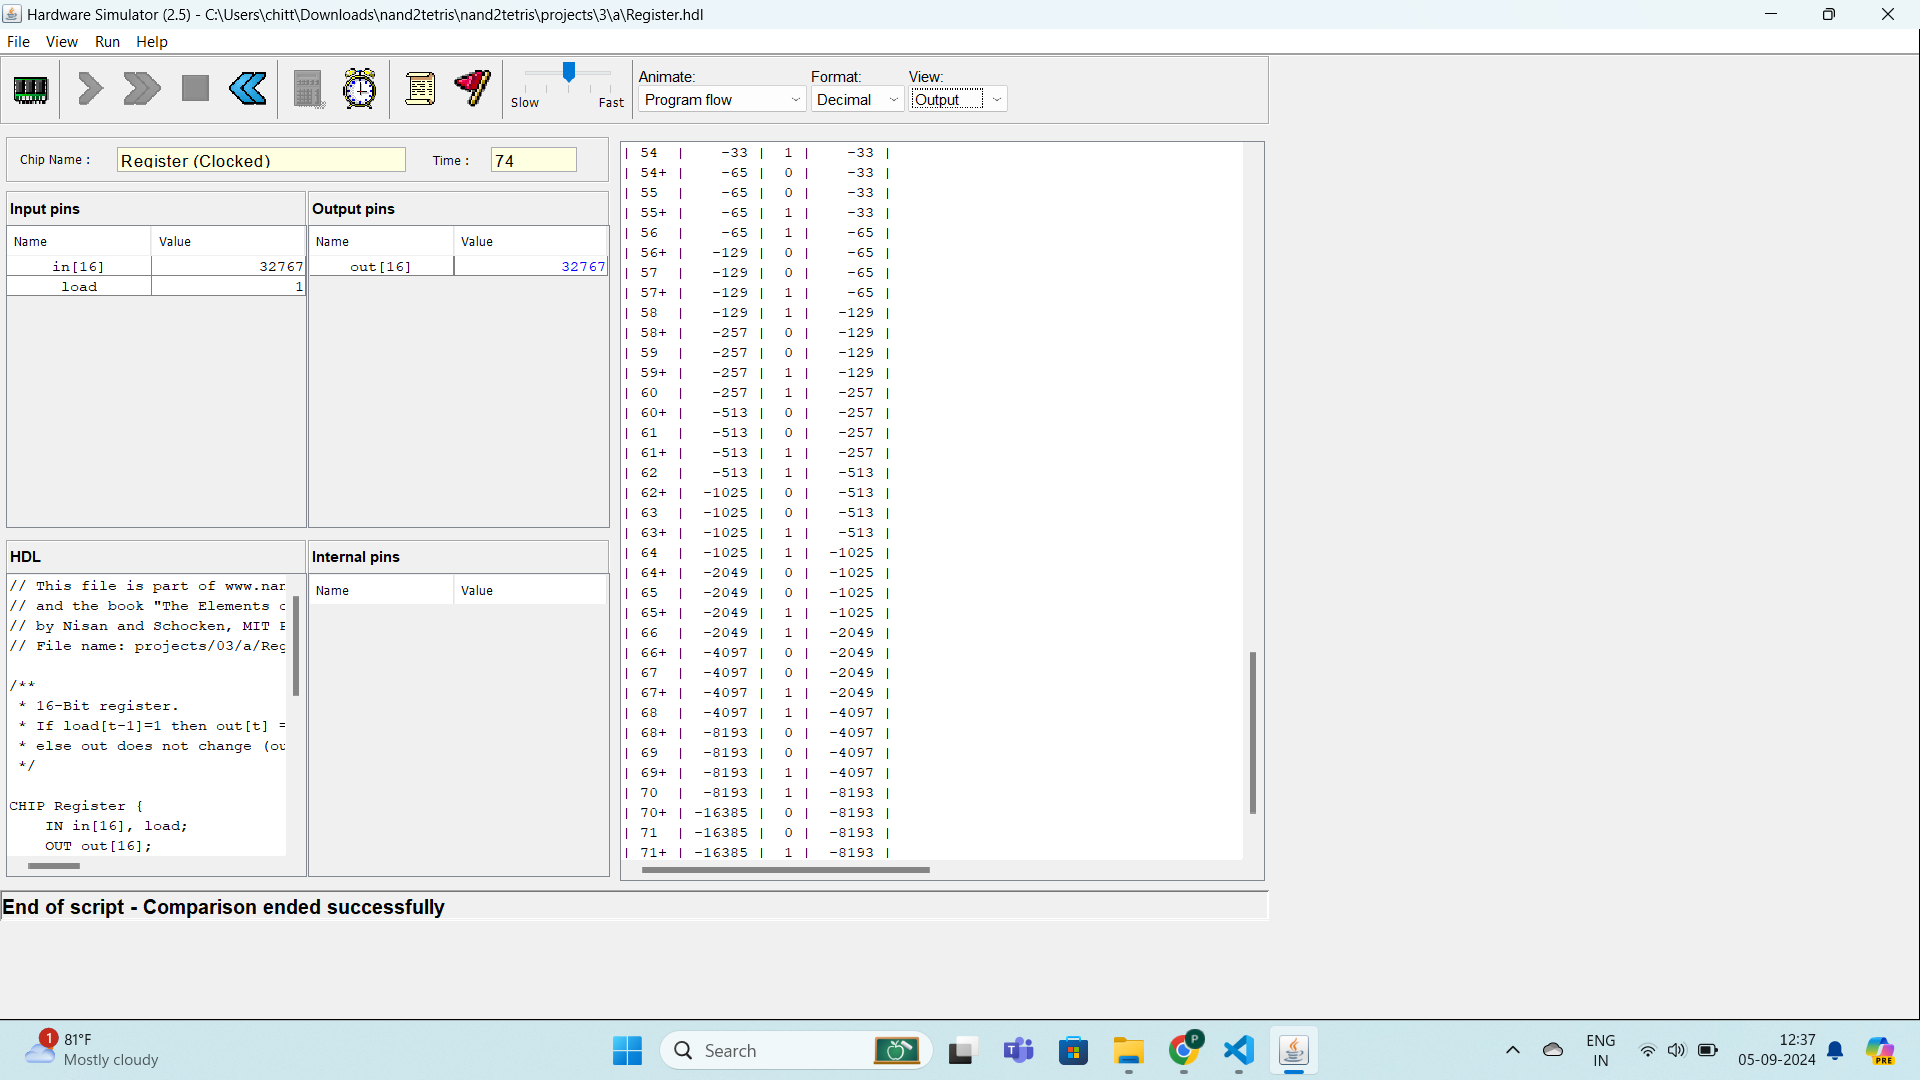 Hardware Simulator (2.5) - C:\Users\chitt\Downloads\nand2tetris\nand2tetris\projects\3\a\Register.hdl
File View Run Help
Slow Fast
Animate: Format: View:
Program flow Decimal Output
Chip Name : Register (Clocked) Time : 74
Input pins
Name Value
in[16] 32767
load 1
Output pins
Name Value
out[16] 32767
HDL
// This file is part of www.nan
// and the book "The Elements o
// by Nisan and Schocken, MIT P
// File name: projects/03/a/Reg
/**
* 16-Bit register.
* If load[t-1]=1 then out[t] =
* else out does not change (ou
*/
CHIP Register {
IN in[16], load;
OUT out[16];
Internal pins
Name Value
| 54 | -33 | 1 | -33 |
| 54+ | -65 | 0 | -33 |
| 55 | -65 | 0 | -33 |
| 55+ | -65 | 1 | -33 |
| 56 | -65 | 1 | -65 |
| 56+ | -129 | 0 | -65 |
| 57 | -129 | 0 | -65 |
| 57+ | -129 | 1 | -65 |
| 58 | -129 | 1 | -129 |
| 58+ | -257 | 0 | -129 |
| 59 | -257 | 0 | -129 |
| 59+ | -257 | 1 | -129 |
| 60 | -257 | 1 | -257 |
| 60+ | -513 | 0 | -257 |
| 61 | -513 | 0 | -257 |
| 61+ | -513 | 1 | -257 |
| 62 | -513 | 1 | -513 |
| 62+ | -1025 | 0 | -513 |
| 63 | -1025 | 0 | -513 |
| 63+ | -1025 | 1 | -513 |
| 64 | -1025 | 1 | -1025 |
| 64+ | -2049 | 0 | -1025 |
| 65 | -2049 | 0 | -1025 |
| 65+ | -2049 | 1 | -1025 |
| 66 | -2049 | 1 | -2049 |
| 66+ | -4097 | 0 | -2049 |
| 67 | -4097 | 0 | -2049 |
| 67+ | -4097 | 1 | -2049 |
| 68 | -4097 | 1 | -4097 |
| 68+ | -8193 | 0 | -4097 |
| 69 | -8193 | 0 | -4097 |
| 69+ | -8193 | 1 | -4097 |
| 70 | -8193 | 1 | -8193 |
| 70+ | -16385 | 0 | -8193 |
| 71 | -16385 | 0 | -8193 |
| 71+ | -16385 | 1 | -8193 |
End of script - Comparison ended successfully
1
81°F
Mostly cloudy
Search
P
ENG
IN
12:37
05-09-2024
PRE